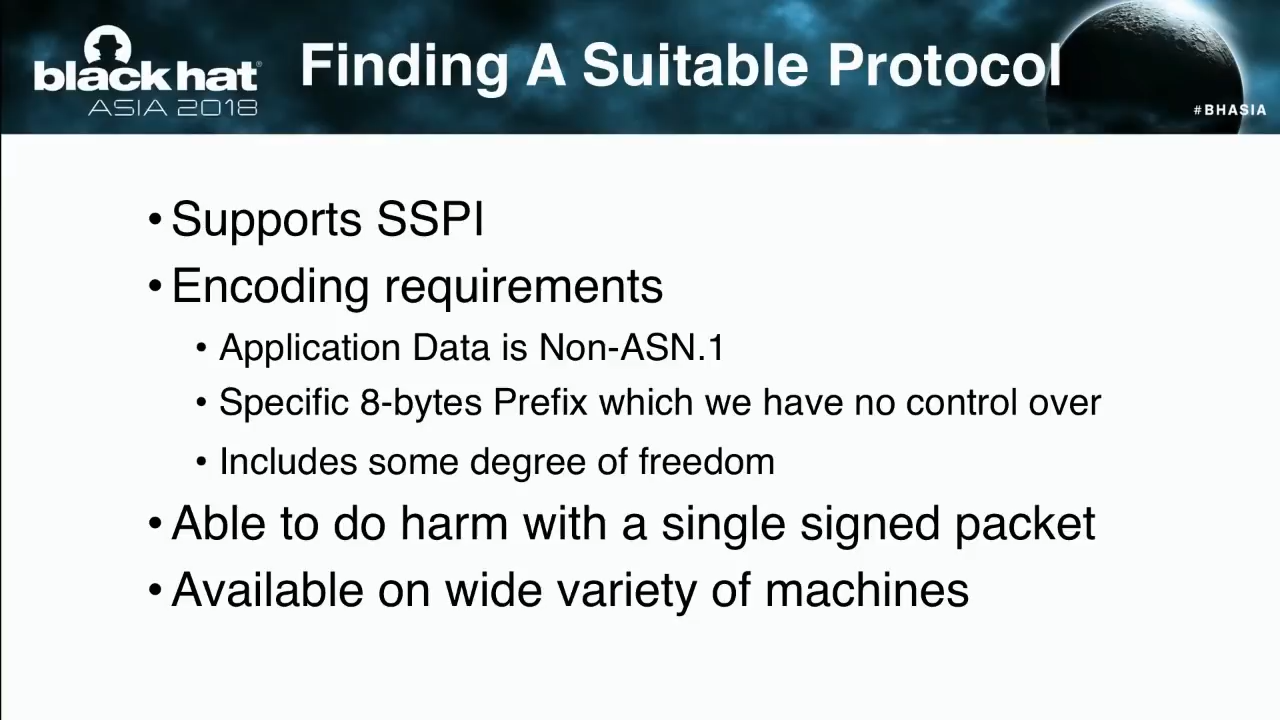 black hat®
ASIA 2018
Finding A Suitable Protocol
#BHASIA
• Supports SSPI
• Encoding requirements
• Application Data is Non-ASN.1
• Specific 8-bytes Prefix which we have no control over
• Includes some degree of freedom
• Able to do harm with a single signed packet
• Available on wide variety of machines